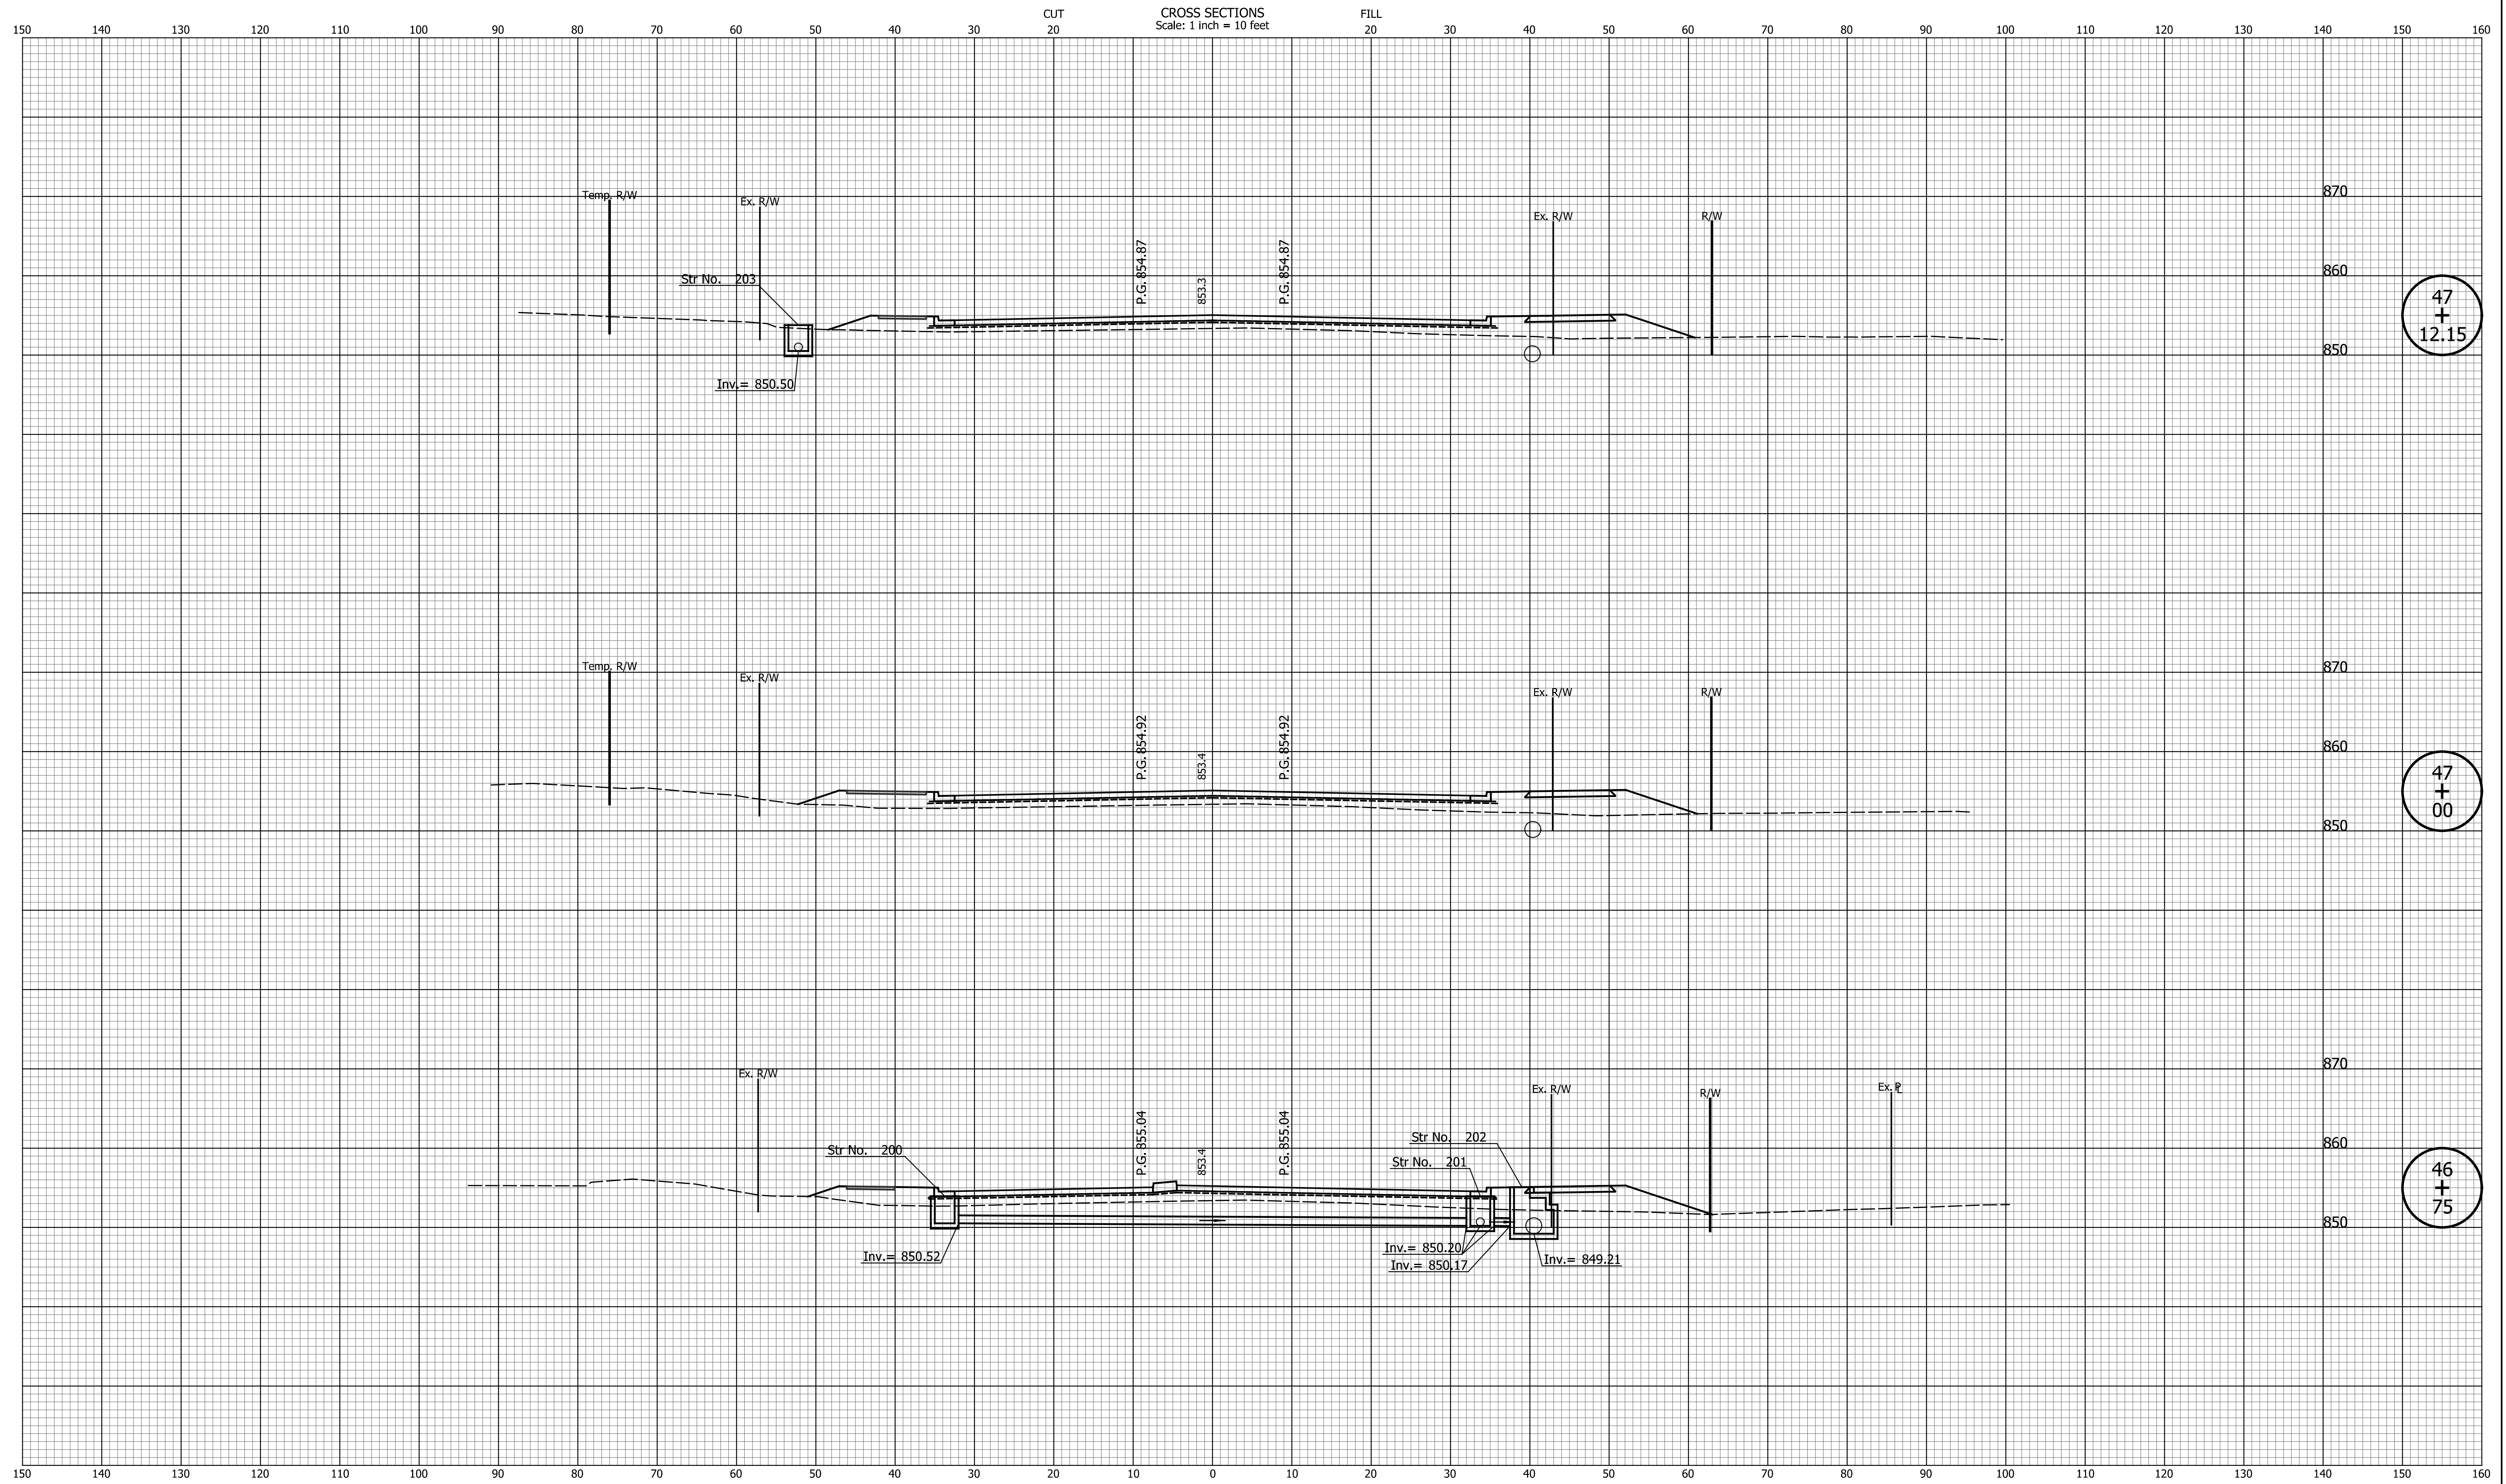 CUT CROSS SECTIONS FILL
Scale: 1 inch = 10 feet
150 140 130 120 110 100 90 80 70 60 50 40 30 20 10 0 10 20 30 40 50 60 70 80 90 100 110 120 130 140 150 160
870
Temp. R/W
Ex. R/W
Ex. R/W
R/W
P.G. 854.87
853.3
P.G. 854.87
860
Str No. 203
47
+
12.15
850
Inv.= 850.50
870
Temp. R/W
Ex. R/W
Ex. R/W
R/W
P.G. 854.92
853.4
P.G. 854.92
860
47
+
00
850
870
Ex. R/W
Ex. R/W
R/W
Ex. PL
P.G. 855.04
853.4
P.G. 855.04
860
Str No. 200
Str No. 202
Str No. 201
46
+
75
850
Inv.= 850.52
Inv.= 850.20
Inv.= 850.17
Inv.= 849.21
150 140 130 120 110 100 90 80 70 60 50 40 30 20 10 0 10 20 30 40 50 60 70 80 90 100 110 120 130 140 150 160